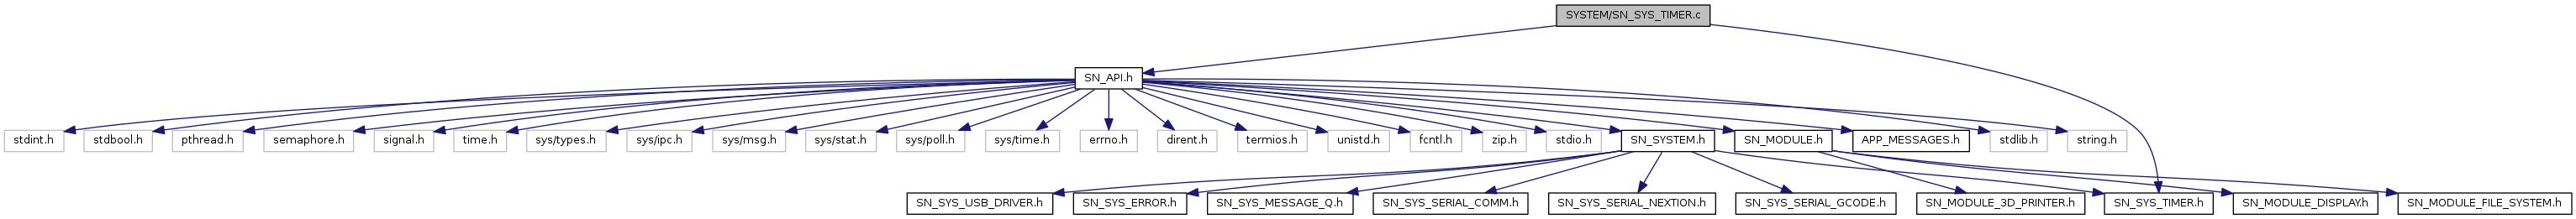 SYSTEM/SN_SYS_TIMER.c
SN_API.h
stdint.h
stdbool.h
pthread.h
semaphore.h
signal.h
time.h
sys/types.h
sys/ipc.h
sys/msg.h
sys/stat.h
sys/poll.h
sys/time.h
errno.h
dirent.h
termios.h
unistd.h
fcntl.h
zip.h
stdio.h
SN_SYSTEM.h
SN_MODULE.h
APP_MESSAGES.h
stdlib.h
string.h
SN_SYS_USB_DRIVER.h
SN_SYS_ERROR.h
SN_SYS_MESSAGE_Q.h
SN_SYS_SERIAL_COMM.h
SN_SYS_SERIAL_NEXTION.h
SN_SYS_SERIAL_GCODE.h
SN_MODULE_3D_PRINTER.h
SN_SYS_TIMER.h
SN_MODULE_DISPLAY.h
SN_MODULE_FILE_SYSTEM.h